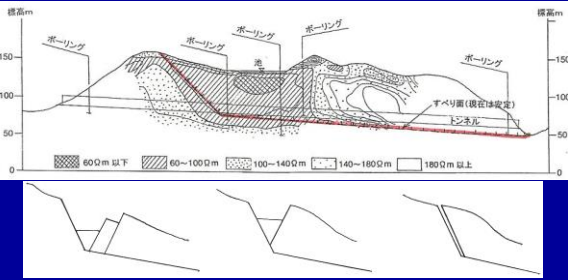 標高m
標高m
ボーリング
ボーリング
ボーリング
ボーリング
ボーリング
池
150
100
50
0
150
100
50
0
すべり面(現在は安定)
トンネル
60Ωm 以下
60~100Ωm
100~140Ωm
140~180Ωm
180Ωm 以上